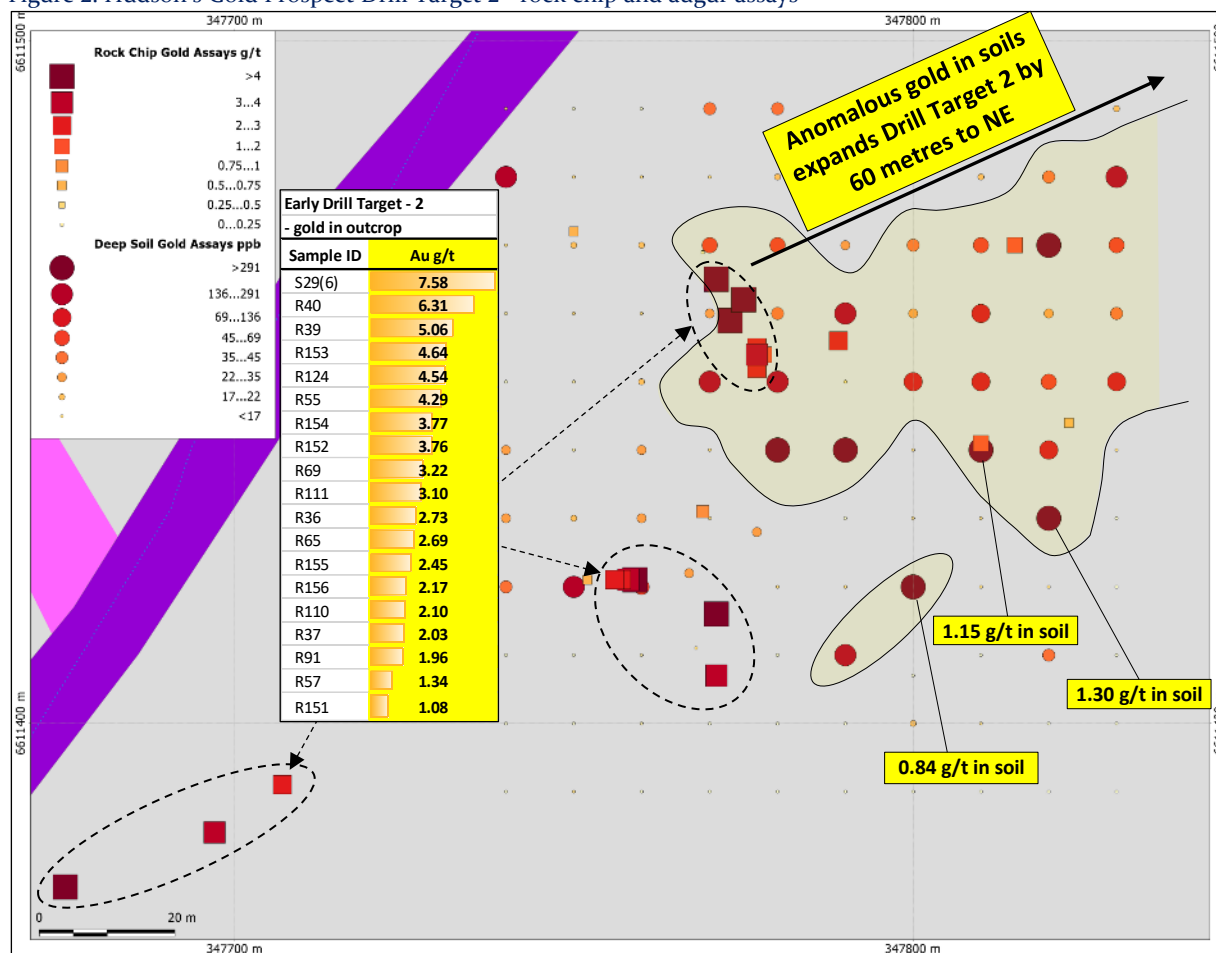 Figure 2. Hudson's Gold Prospect Drill Target 2 - rock chip and auger assays
347700 m
347800 m
6611500 m
6611500
Rock Chip Gold Assays g/t
>4
3...4
2...3
1...2
0.75...1
0.5...0.75
0.25...0.5
0...0.25
Deep Soil Gold Assays ppb
>291
136...291
69...136
45...69
35...45
22...35
17...22
<17
Anomalous gold in soils
expands Drill Target 2 by
60 metres to NE
Early Drill Target - 2
- gold in outcrop
Sample ID Au g/t
S29(6) 7.58
R40 6.31
R39 5.06
R153 4.64
R124 4.54
R55 4.29
R154 3.77
R152 3.76
R69 3.22
R111 3.10
R36 2.73
R65 2.69
R155 2.45
R156 2.17
R110 2.10
R37 2.03
R91 1.96
R57 1.34
R151 1.08
1.15 g/t in soil
1.30 g/t in soil
0.84 g/t in soil
6611400 m
6611400 m
0 20 m
347700 m
347800 m